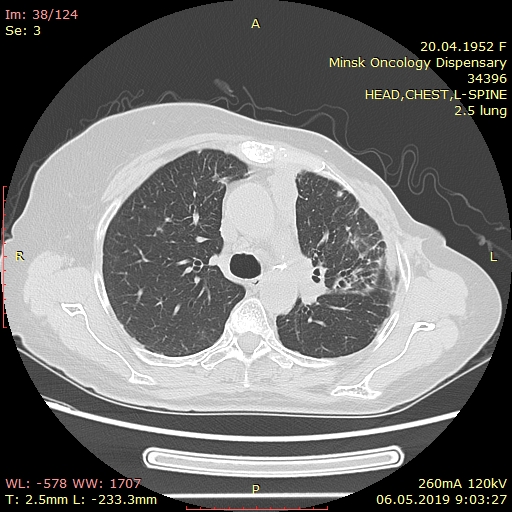 Im: 38/124
Se: 3
A
20.04.1952 F
Minsk Oncology Dispensary
34396
HEAD,CHEST,L-SPINE
2.5 lung
R
L
WL: -578 WW: 1707
T: 2.5mm L: -233.3mm
P
260mA 120kV
06.05.2019 9:03:27